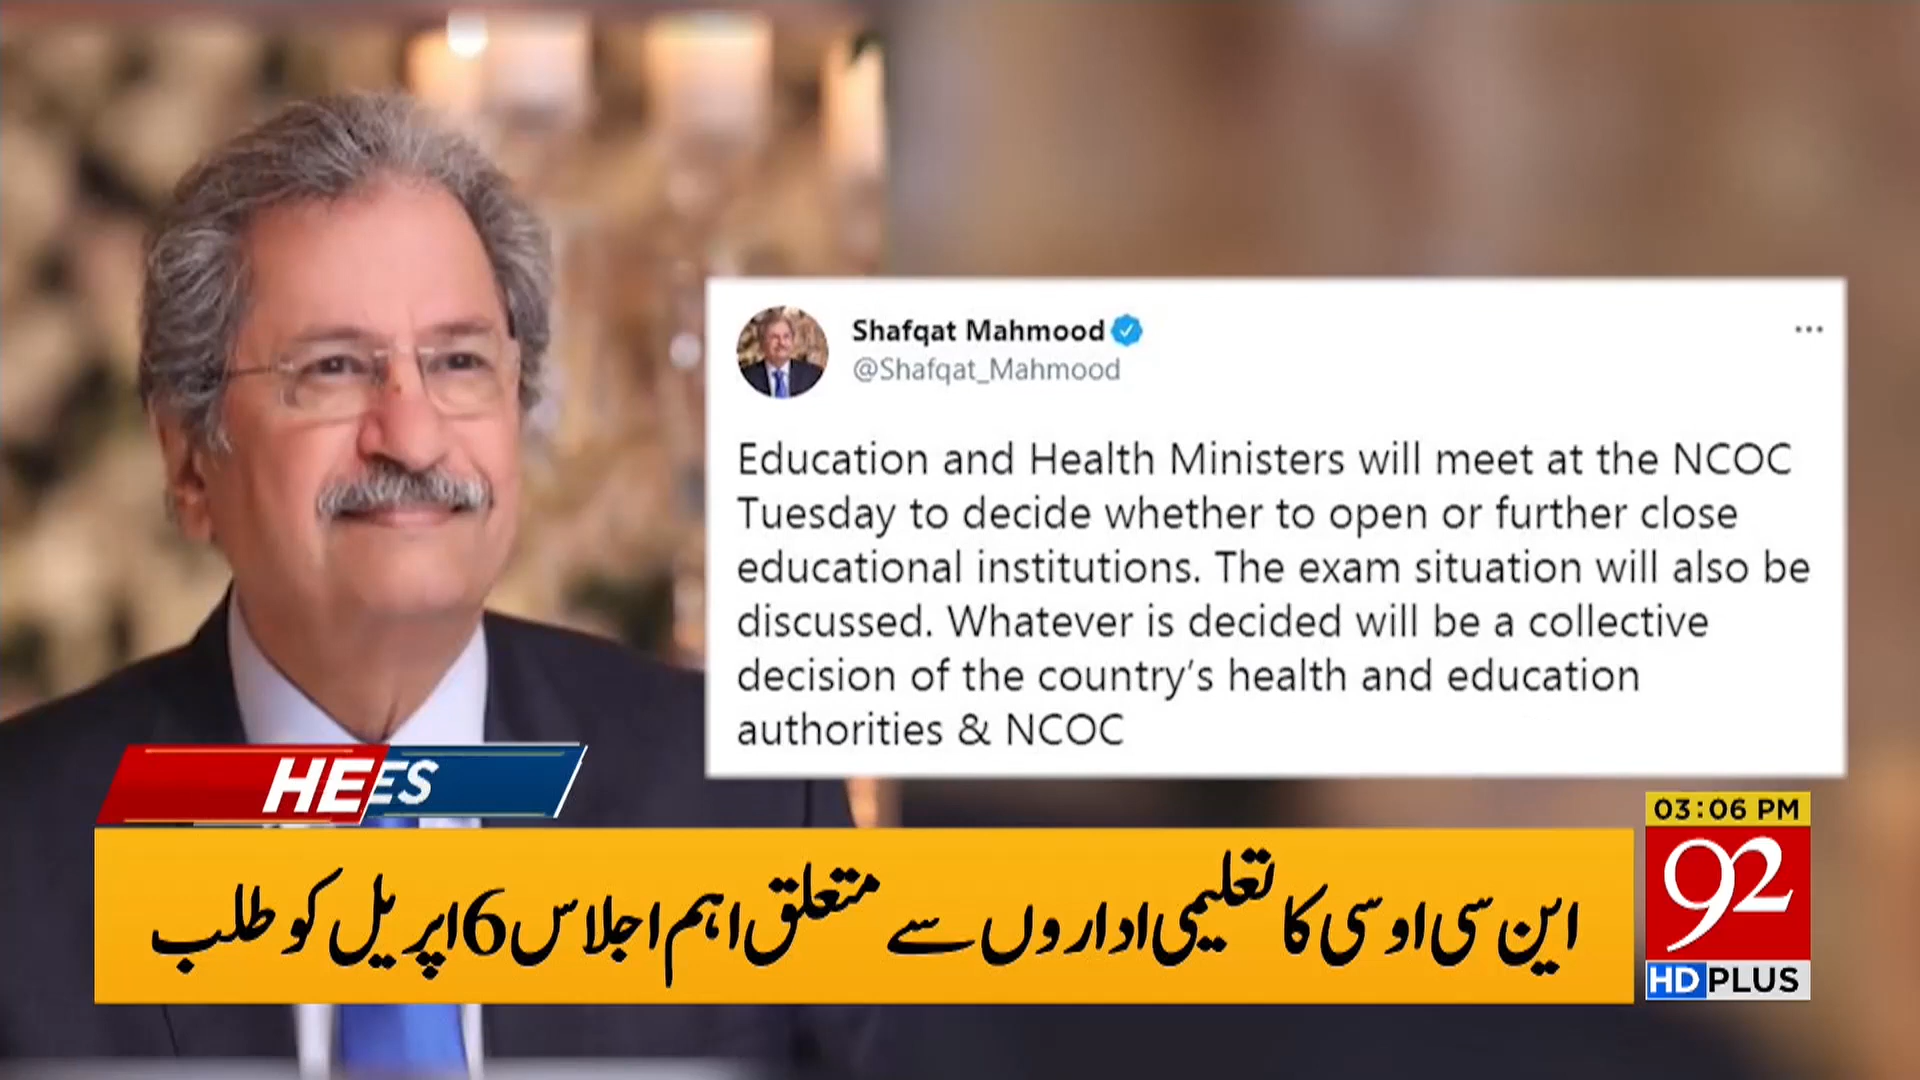 Shafqat Mahmood
@Shafqat_Mahmood
Education and Health Ministers will meet at the NCOC
Tuesday to decide whether to open or further close
educational institutions. The exam situation will also be
discussed. Whatever is decided will be a collective
decision of the country’s health and education
authorities & NCOC
HEES
03:06 PM
92
HD PLUS
این سی او سی کا تعلیمی اداروں سے متعلق اہم اجلاس 6 اپریل کو طلب